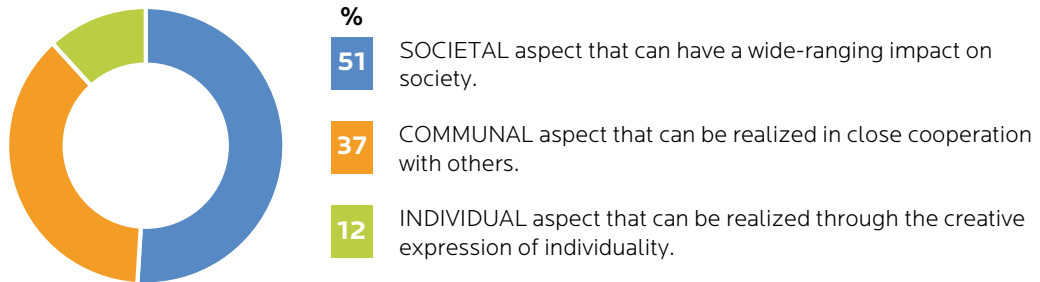 %
51
SOCIETAL aspect that can have a wide-ranging impact on
society.
37
COMMUNAL aspect that can be realized in close cooperation
with others.
12
INDIVIDUAL aspect that can be realized through the creative
expression of individuality.